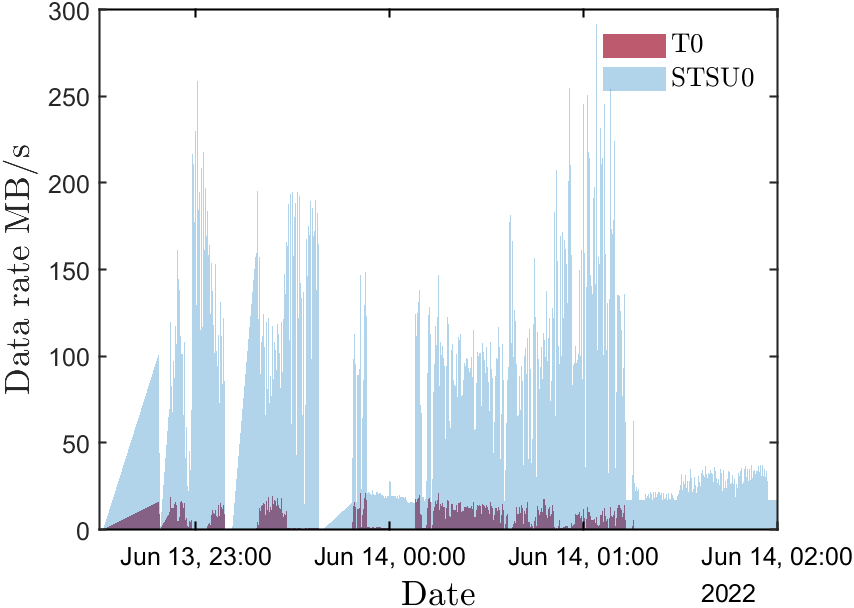 300
250
200
150
100
50
0
Data rate MB/s
T0
STSU0
Jun 13, 23:00
Jun 14, 00:00
Jun 14, 01:00
Jun 14, 02:00
Date
2022